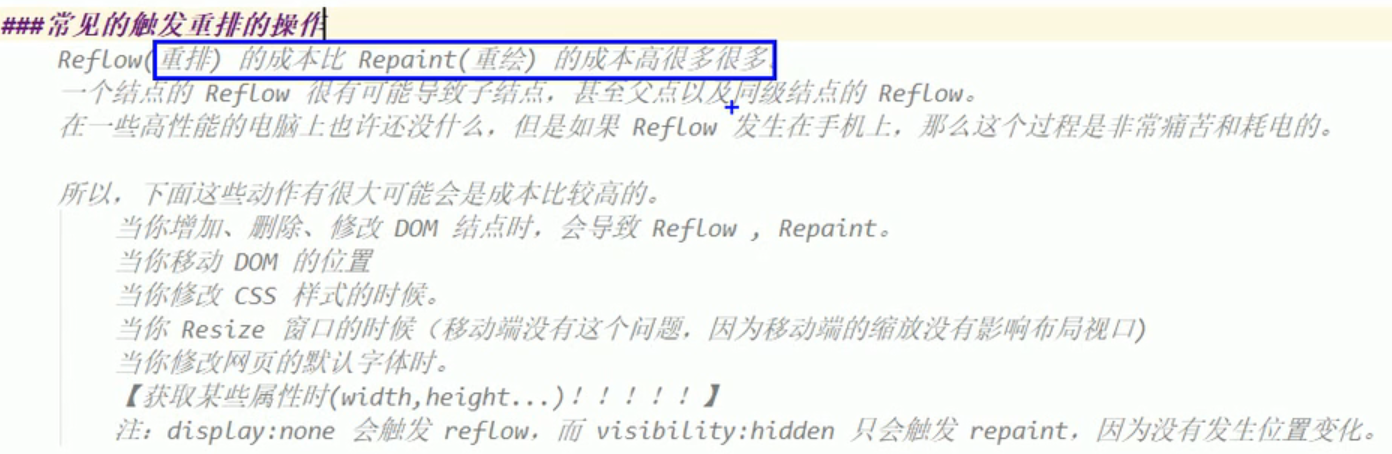 ###常见的触发重排的操作
Reflow(重排) 的成本比 Repaint(重绘) 的成本高很多很多。
一个结点的 Reflow 很有可能导致子结点，甚至父点以及同级结点的 Reflow。
在一些高性能的电脑上也许还没什么，但是如果 Reflow 发生在手机上，那么这个过程是非常痛苦和耗电的。
所以，下面这些动作有很大可能会是成本比较高的。
当你增加、删除、修改 DOM 结点时，会导致 Reflow , Repaint。
当你移动 DOM 的位置
当你修改 CSS 样式的时候。
当你 Resize 窗口的时候（移动端没有这个问题，因为移动端的缩放没有影响布局视口)
当你修改网页的默认字体时。
【获取某些属性时(width,height...)！！！！！】
注：display:none 会触发 reflow，而 visibility:hidden 只会触发 repaint，因为没有发生位置变化。